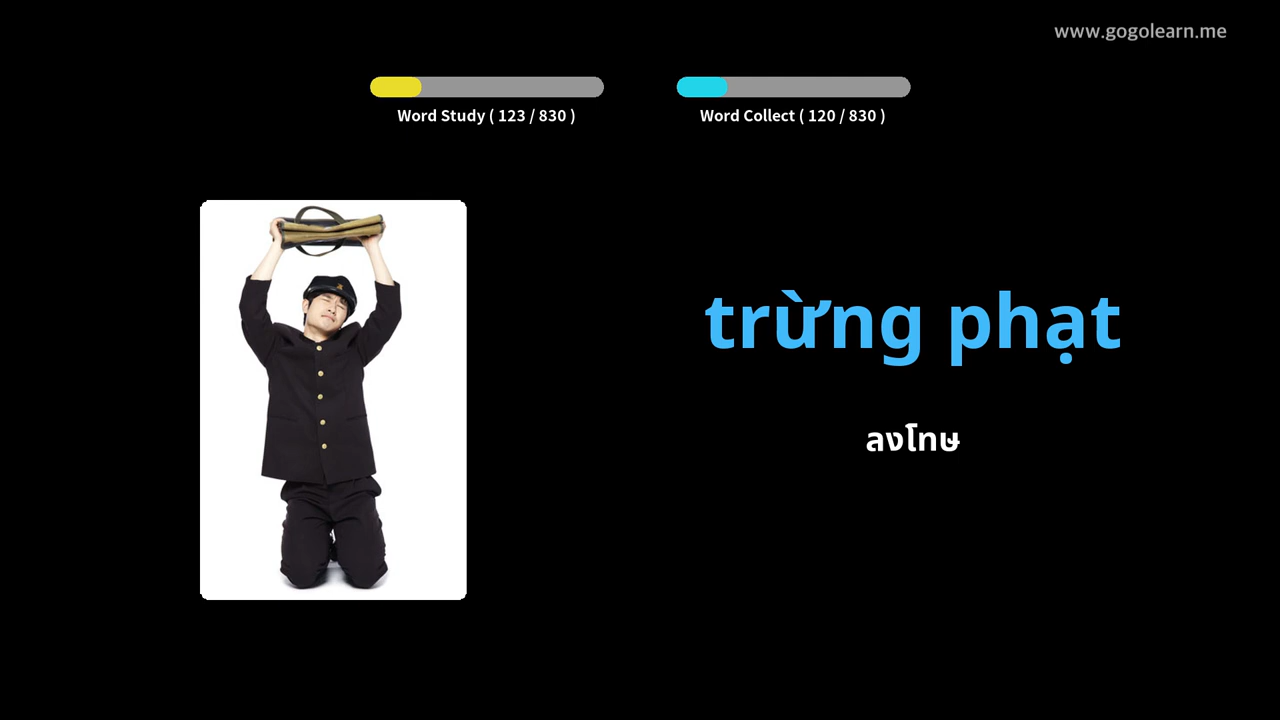 www.gogolearn.me
Word Study ( 123 / 830 )
Word Collect ( 120 / 830 )
trừng phạt
ลงโทษ